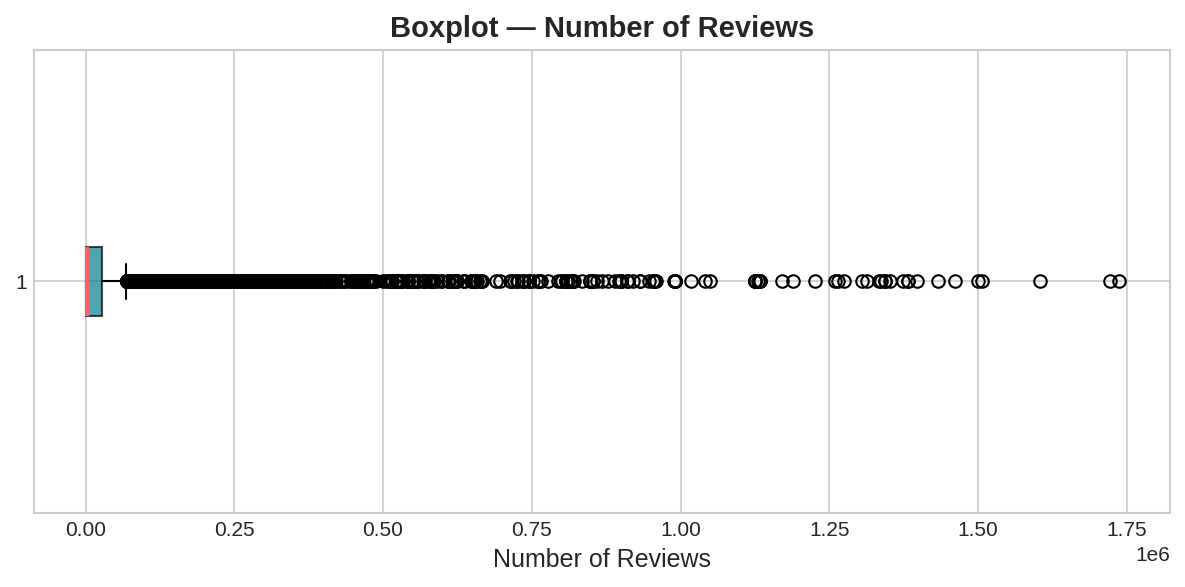 Boxplot — Number of Reviews
1
0.00 0.25 0.50 0.75 1.00 1.25 1.50 1.75
1e6
Number of Reviews